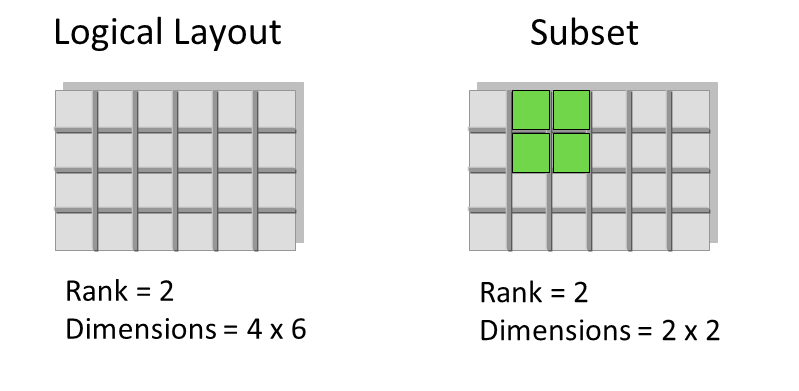 Logical Layout
Subset
Rank = 2
Dimensions = 4 x 6
Rank = 2
Dimensions = 2 x 2